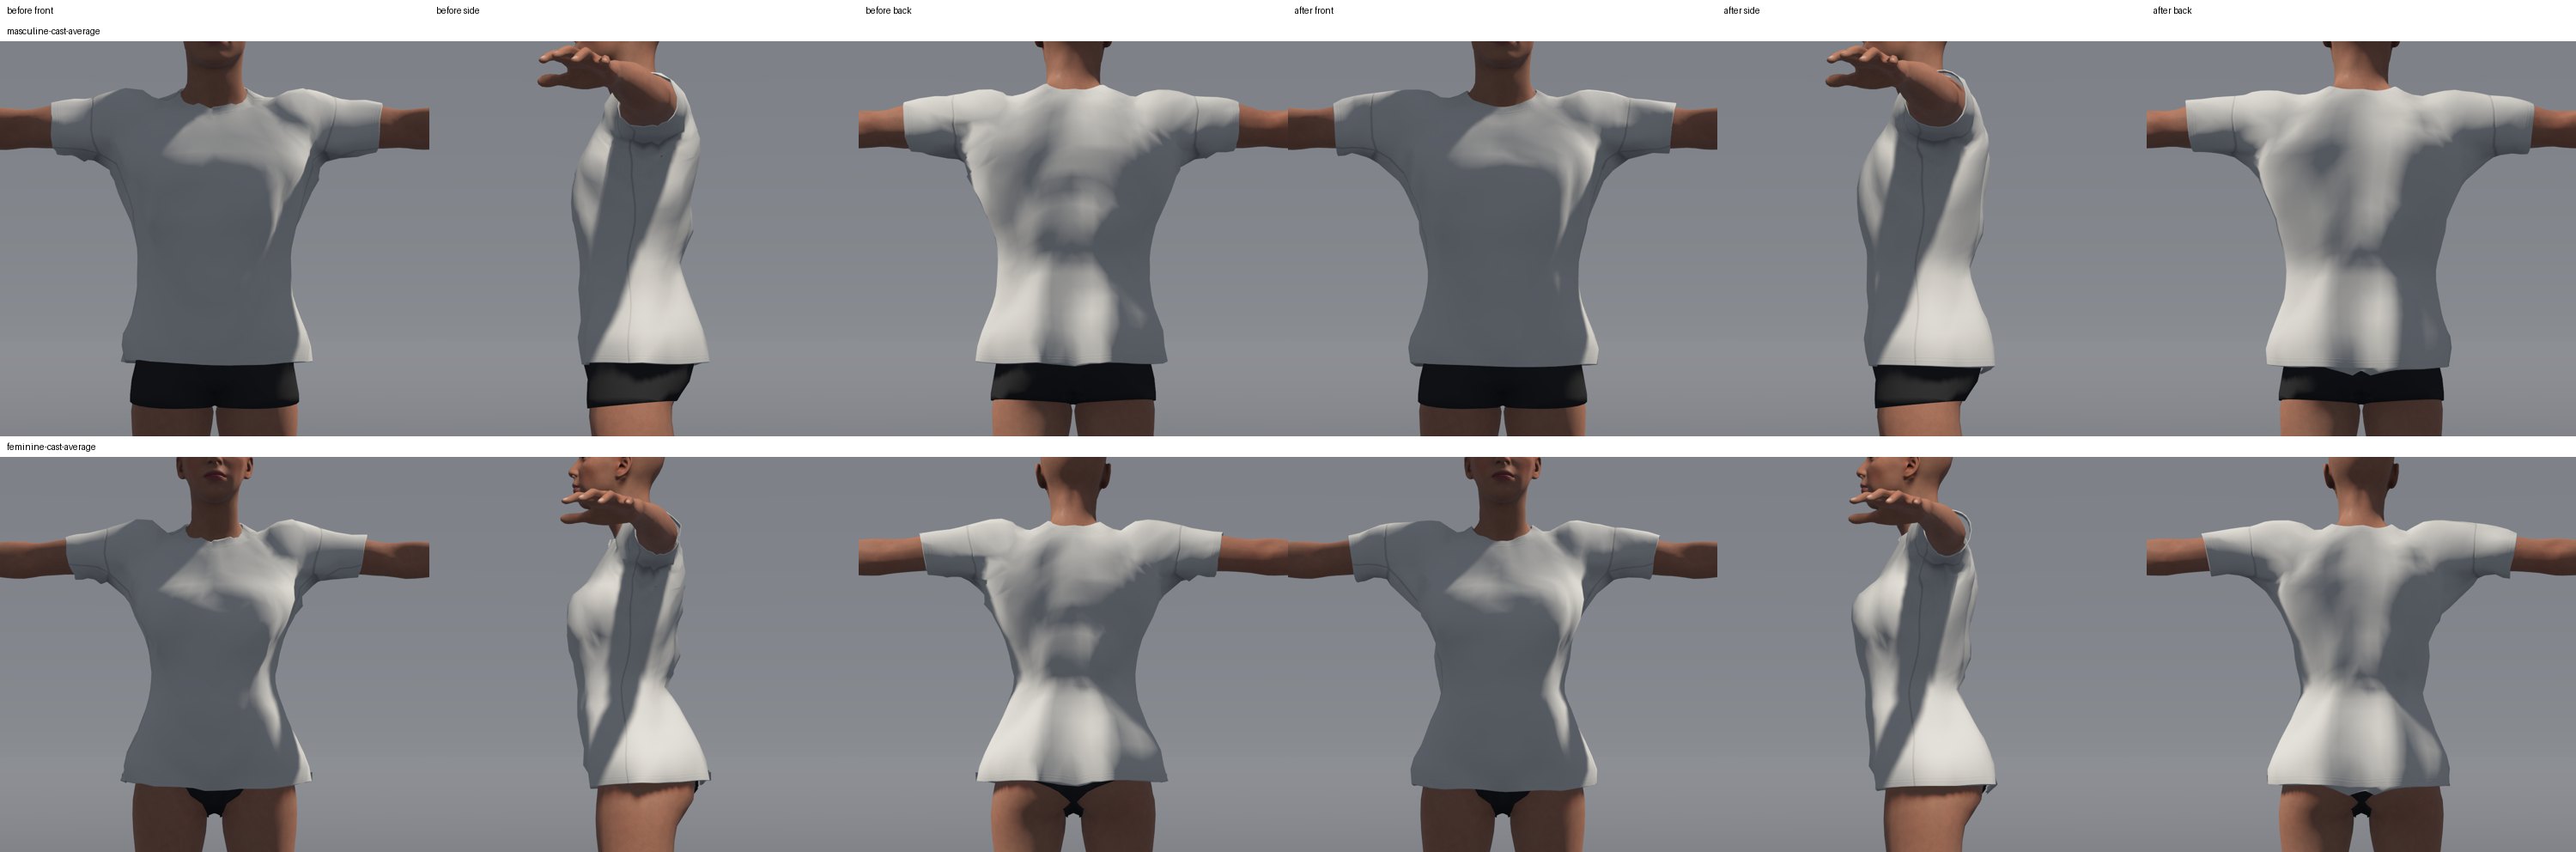 before front
before side
before back
after front
after side
after back
masculine-cast-average
feminine-cast-average